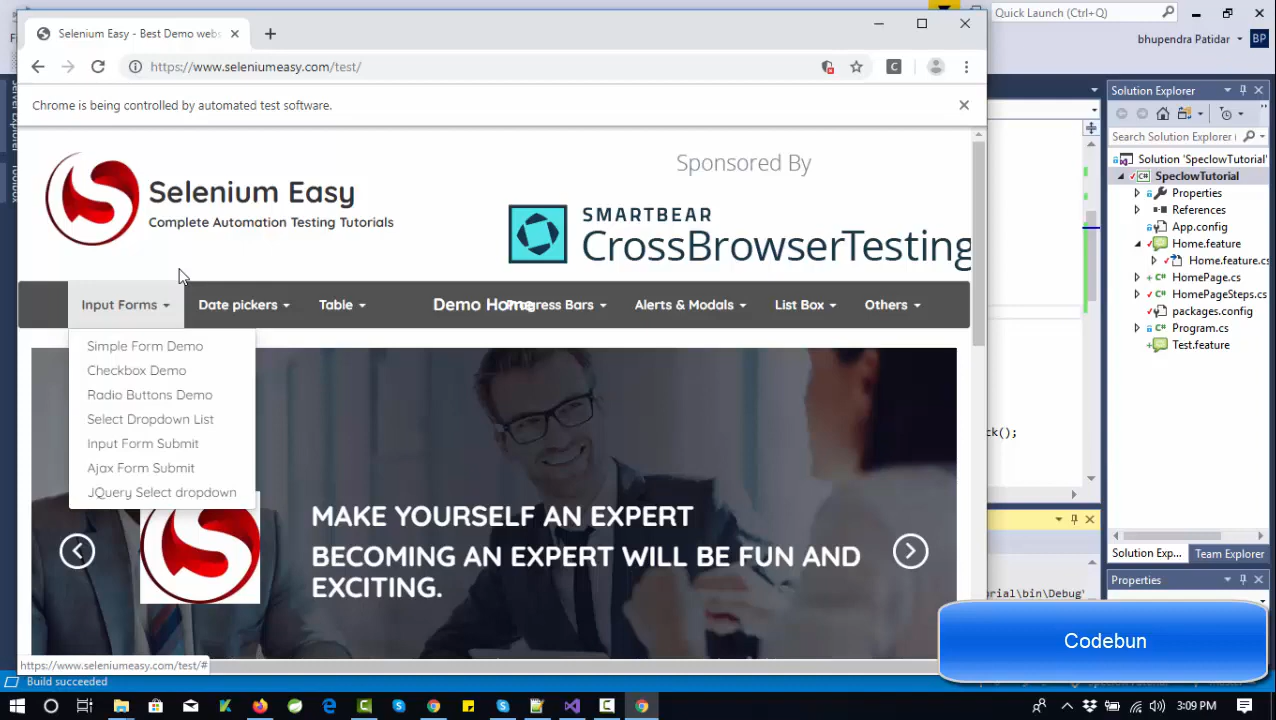 Quick Launch (Ctrl+Q)
Selenium Easy - Best Demo webs
bhupendra Patidar
BP
https://www.seleniumeasy.com/test/
C
Chrome is being controlled by automated test software.
Server Explorer
Toolbox
Solution Explorer
Search Solution Explorer (
Solution 'SpeclowTutorial'
SpeclowTutorial
Properties
References
App.config
Home.feature
Home.feature.cs
HomePage.cs
HomePageSteps.cs
packages.config
Program.cs
Test.feature
Sponsored By
Selenium Easy
Complete Automation Testing Tutorials
SMARTBEAR
CrossBrowserTesting
Input Forms
Date pickers
Table
Demo Home
Progress Bars
Alerts & Modals
List Box
Others
Simple Form Demo
Checkbox Demo
Radio Buttons Demo
Select Dropdown List
Input Form Submit
Ajax Form Submit
JQuery Select dropdown
ck();
MAKE YOURSELF AN EXPERT
BECOMING AN EXPERT WILL BE FUN AND
EXCITING.
Solution Exp...
Team Explorer
Properties
orial\bin\Debug'
Codebun
https://www.seleniumeasy.com/test/#
Build succeeded
3:09 PM